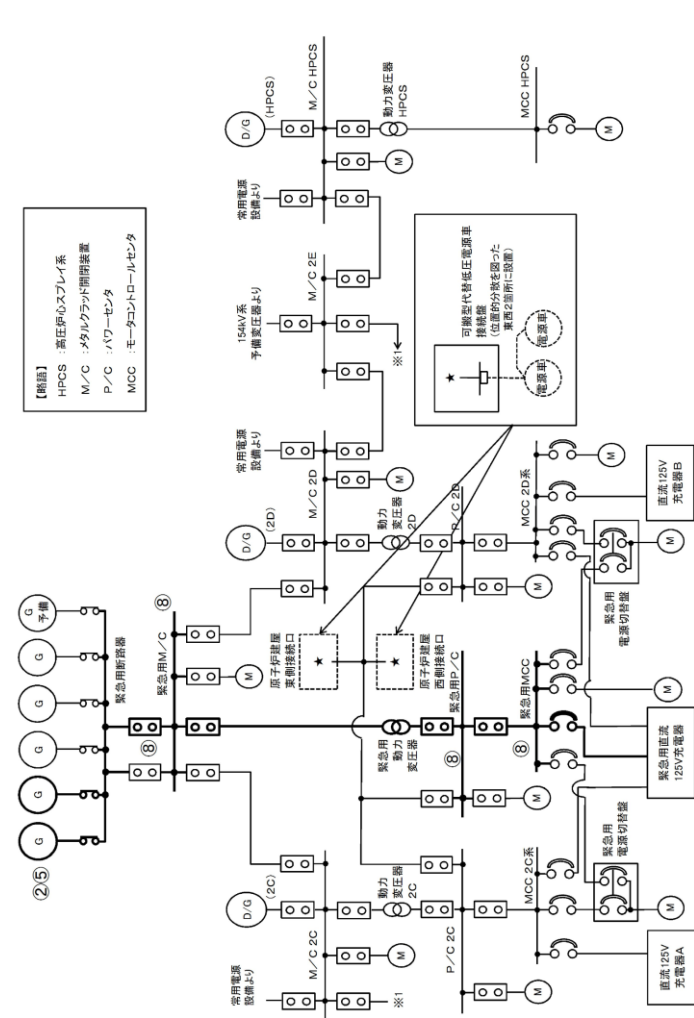 【略語】
HPCS :高圧炉心スプレイ系
M/C :メタルクラッド開閉装置
P/C :パワーセンタ
MCC :モータコントロールセンタ
②⑤
G
G
G
G
G
G
予備
緊急用断路器
⑧
⑧
緊急用M/C
M
常用電源
設備より
D/G
(2C)
M/C 2C
※1
M
動力
変圧器
2C
P/C 2C
M
MCC 2C系
緊急用
電源切替盤
M
直流125V
充電器A
緊急用
動力
変圧器
緊急用P/C
⑧
M
緊急用MCC
⑧
M
緊急用直流
125V充電器
原子炉建屋
東側接続口
★
★
原子炉建屋
西側接続口
D/G
(2D)
常用電源
設備より
M/C 2D
M
動力
変圧器
2D
P/C 2D
M
MCC 2D系
M
緊急用
電源切替盤
M
直流125V
充電器B
154kV系
予備変圧器より
M/C 2E
※1
可搬型代替低圧電源車
接続盤
(位置的分散を図った
東西2箇所に設置)
★
電源車
電源車
常用電源
設備より
D/G
(HPCS)
M/C HPCS
M
動力変圧器
HPCS
MCC HPCS
M